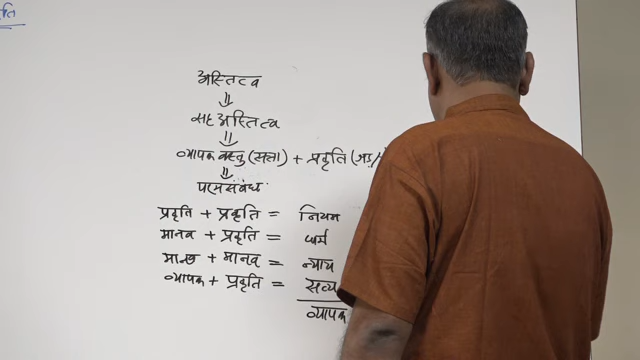 अस्तित्व
⇓
सह अस्तित्व
⇓
व्यापक वस्तु (सत्ता) + प्रकृति (जड़/
⇓
परस्परसंबंध
प्रकृति + प्रकृति = नियम
मानव + प्रकृति = धर्म
मानव + मानव = न्याय
व्यापक + प्रकृति = सत्य
व्यापक